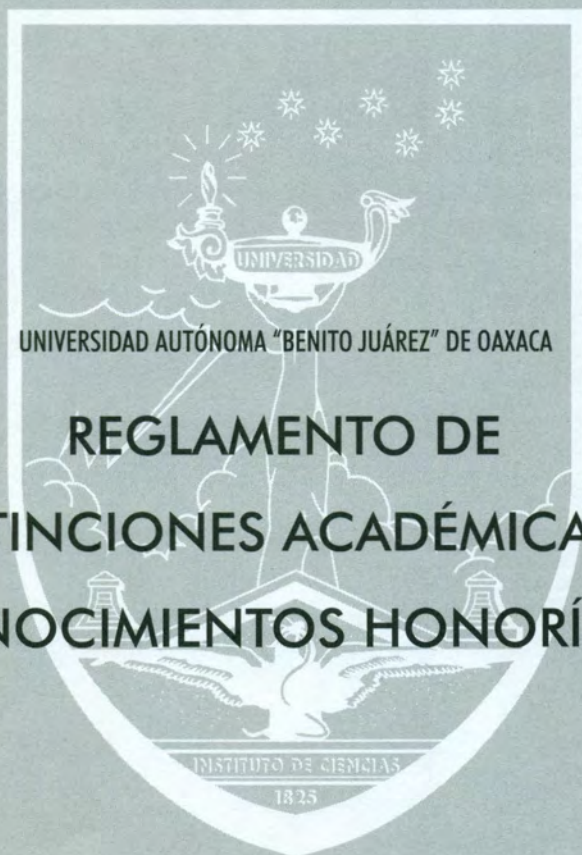 UNIVERSIDAD
UNIVERSIDAD AUTÓNOMA "BENITO JUÁREZ" DE OAXACA
REGLAMENTO DE
TINCIONES ACADÉMICA
NOCIMIENTOS HONORÍ
INSTITUTO DE CIENCIAS
1825